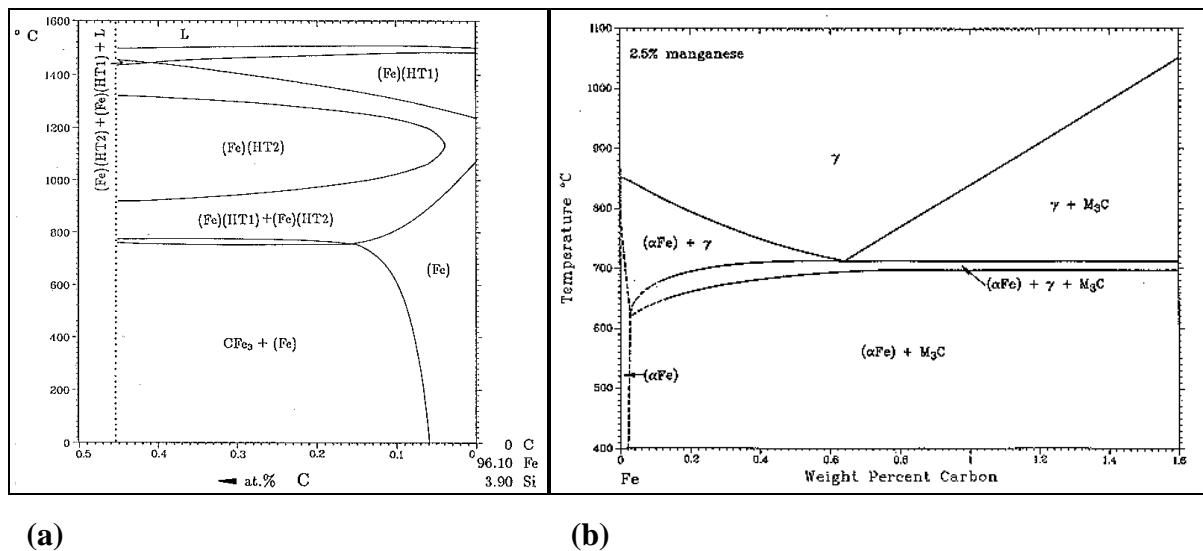 ° C
1600
1400
1200
1000
800
600
400
200
0
L
(Fe)(HT2) + (Fe)(HT1) + L
(Fe)(HT1)
(Fe)(HT2)
(Fe)(HT1) + (Fe)(HT2)
(Fe)
CFe₃ + (Fe)
0.5 0.4 0.3 0.2 0.1
0 C
96.10 Fe
3.90 Si
◄ at.% C
(a)
2.5% manganese
Temperature °C
1100
1000
900
800
700
600
500
400
γ
γ + M₃C
(αFe) + γ
(αFe) + γ + M₃C
(αFe) + M₃C
(αFe)
0 0.2 0.4 0.6 0.8 1 1.2 1.4 1.6
Fe
Weight Percent Carbon
(b)